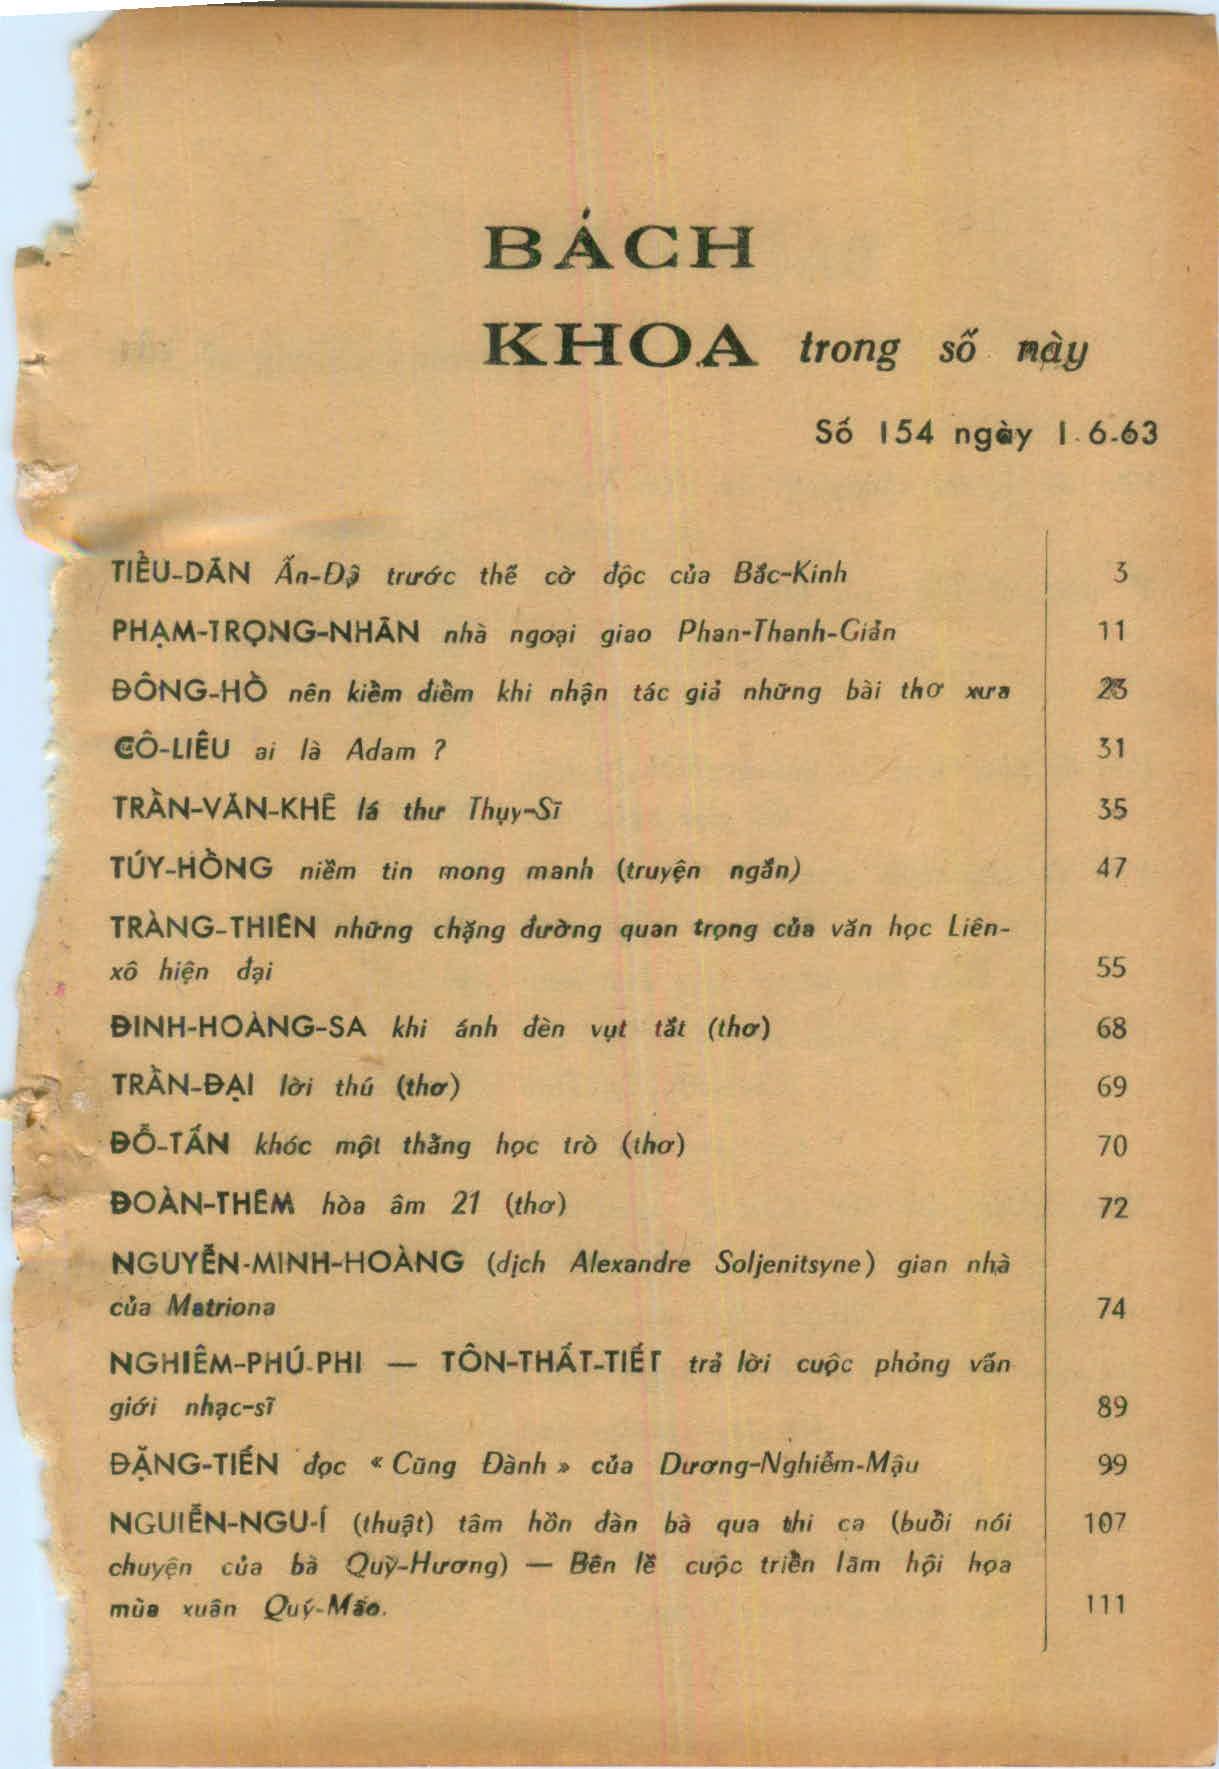 BÁCH
KHOA trong số này
Số 154 ngày 1.6.63
TIỀU-DÂN Ấn-Độ trước thế cờ độc của Bắc-Kinh 3
PHẠM-TRỌNG-NHÂN nhà ngoại giao Phan-Thanh-Giản 11
ĐÔNG-HỒ nên kiềm điềm khi nhận tác giả những bài thơ xưa 23
CÔ-LIÊU ai là Adam ? 31
TRẦN-VĂN-KHÊ lá thư Thụy-Sĩ 35
TÚY-HỒNG niềm tin mong manh (truyện ngắn) 47
TRÀNG-THIÊN những chặng đường quan trọng của văn học Liên-
xô hiện đại 55
ĐINH-HOÀNG-SA khi ánh đèn vụt tắt (thơ) 68
TRẦN-ĐẠI lời thú (thơ) 69
ĐỖ-TẤN khóc một thằng học trò (thơ) 70
ĐOÀN-THÊM hòa âm 21 (thơ) 72
NGUYỄN-MINH-HOÀNG (dịch Alexandre Soljenitsyne) gian nhà
của Matriona 74
NGHIÊM-PHÚ-PHI — TÔN-THẤT-TIẾT trả lời cuộc phỏng vấn
giới nhạc-sĩ 89
ĐẶNG-TIẾN đọc « Cũng Đành » của Dương-Nghiễm-Mậu 99
NGUIỄN-NGU-Í (thuật) tâm hồn đàn bà qua thi ca (buồi nói 107
chuyện của bà Quỳ-Hương) — Bên lề cuộc triền lãm hội họa
mùa xuân Quý-Mão. 111